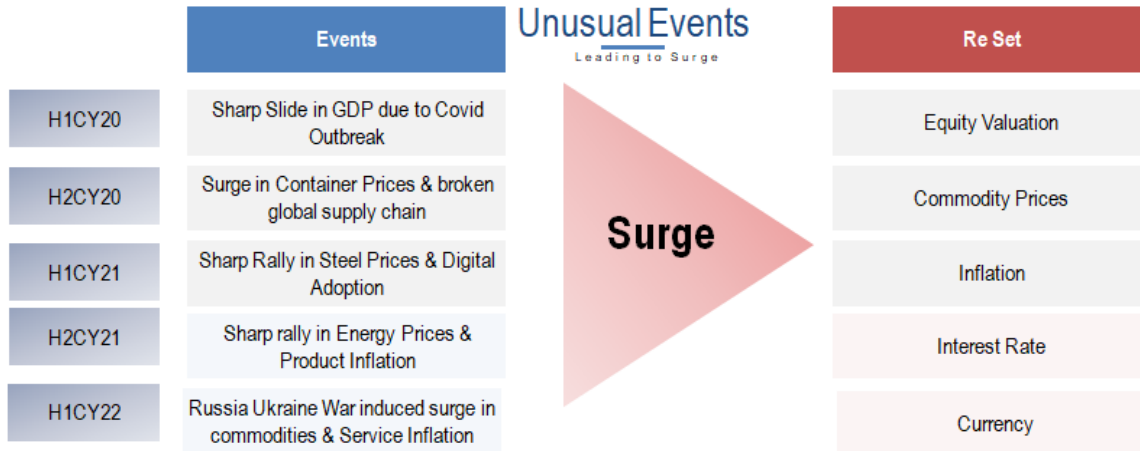 Events
Unusual Events
Leading to Surge
Re Set
H1CY20
Sharp Slide in GDP due to Covid
Outbreak
Equity Valuation
H2CY20
Surge in Container Prices & broken
global supply chain
Commodity Prices
Surge
H1CY21
Sharp Rally in Steel Prices & Digital
Adoption
Inflation
H2CY21
Sharp rally in Energy Prices &
Product Inflation
Interest Rate
H1CY22
Russia Ukraine War induced surge in
commodities & Service Inflation
Currency